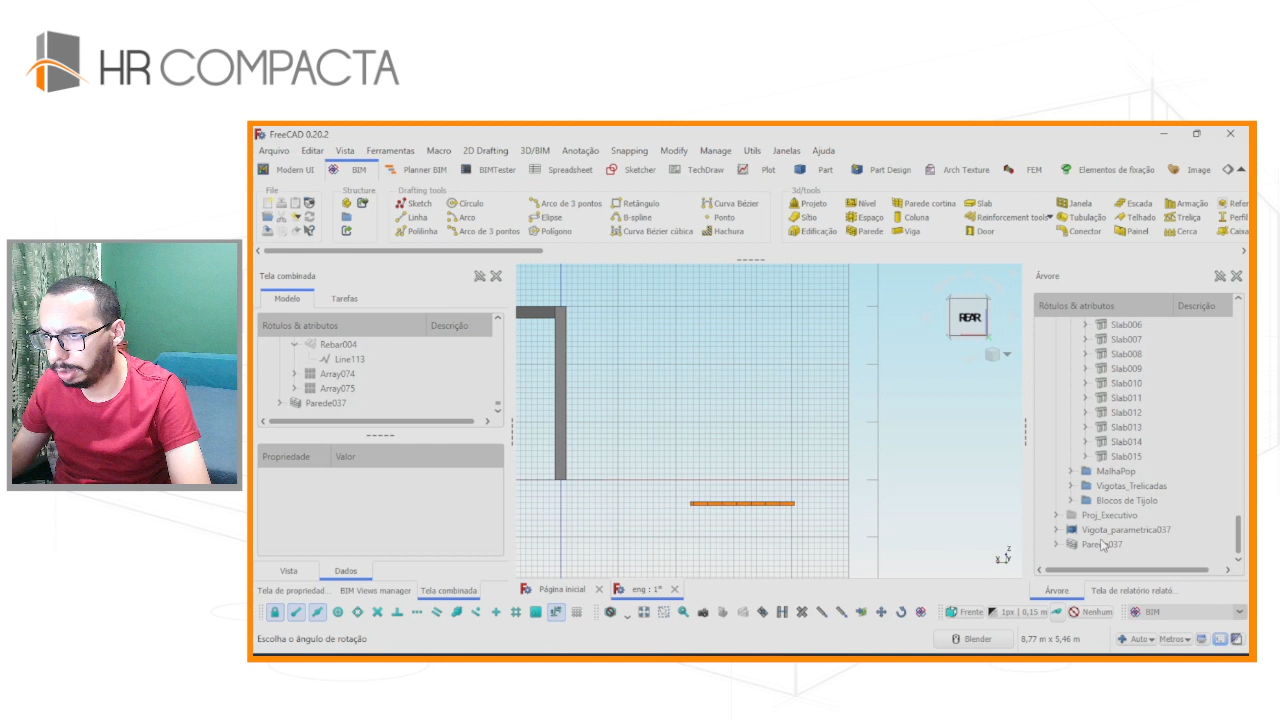 HR COMPACTA
FreeCAD 0.20.2
Arquivo Editar Vista Ferramentas Macro 2D Drafting 3D/BIM Anotação Snapping Modify Manage Utils Janelas Ajuda
Modern UI BIM Planner BIM BIMTester Spreadsheet Sketcher TechDraw Plot Part Part Design Arch Texture FEM Elementos de fixação Image
File Structure Drafting tools 3d/tools
Sketch Círculo Arco de 3 pontos Retângulo Curva Bézier Projeto Nível Parede cortina Slab Janela Escada Armação Refer
Linha Arco Elipse B-spline Ponto Sítio Espaço Coluna Reinforcement tools Tubulação Telhado Treliça Perfil
Polilinha Arco de 3 pontos Polígono Curva Bézier cúbica Hachura Edificação Parede Viga Door Conector Painel Cerca Caixa
Tela combinada Árvore
Modelo Tarefas
Rótulos & atributos Descrição
Rebar004
Line113
Array074
Array075
Parede037
Propriedade Valor
Vista Dados
Tela de propriedad... BIM Views manager Tela combinada
REAR
Z
X Y
Página inicial eng : 1*
Rótulos & atributos Descrição
Slab006
Slab007
Slab008
Slab009
Slab010
Slab011
Slab012
Slab013
Slab014
Slab015
MalhaPop
Vigotas_Trelicadas
Blocos de Tijolo
Proj_Executivo
Vigota_parametrica037
Parede037
Árvore Tela de relatório relató...
Frente 1px | 0,15 m Nenhum BIM
Escolha o ângulo de rotação Blender 8,77 m x 5,46 m Auto Metros